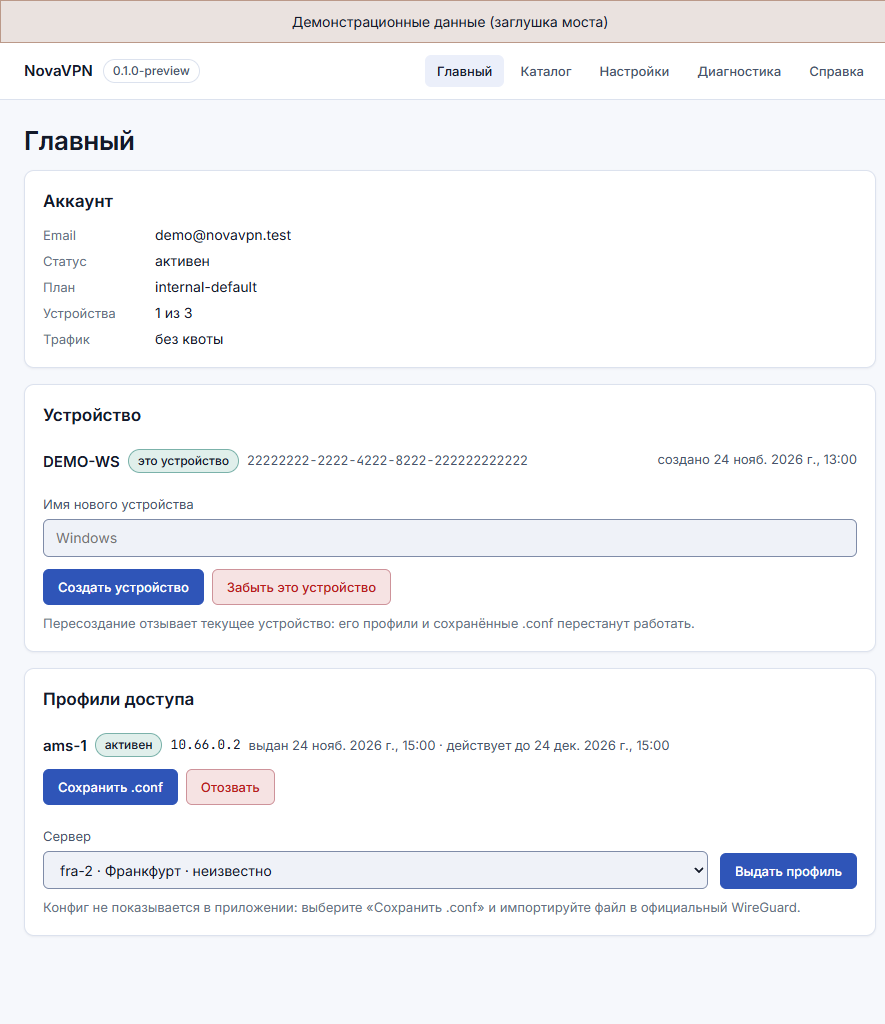 Демонстрационные данные (заглушка моста)
NovaVPN 0.1.0-preview Главный Каталог Настройки Диагностика Справка
Главный
Аккаунт
Email demo@novavpn.test
Статус активен
План internal-default
Устройства 1 из 3
Трафик без квоты
Устройство
DEMO-WS это устройство 22222222-2222-4222-8222-222222222222 создано 24 нояб. 2026 г., 13:00
Имя нового устройства
Windows
Создать устройство Забыть это устройство
Пересоздание отзывает текущее устройство: его профили и сохранённые .conf перестанут работать.
Профили доступа
ams-1 активен 10.66.0.2 выдан 24 нояб. 2026 г., 15:00 · действует до 24 дек. 2026 г., 15:00
Сохранить .conf Отозвать
Сервер
fra-2 · Франкфурт · неизвестно Выдать профиль
Конфиг не показывается в приложении: выберите «Сохранить .conf» и импортируйте файл в официальный WireGuard.